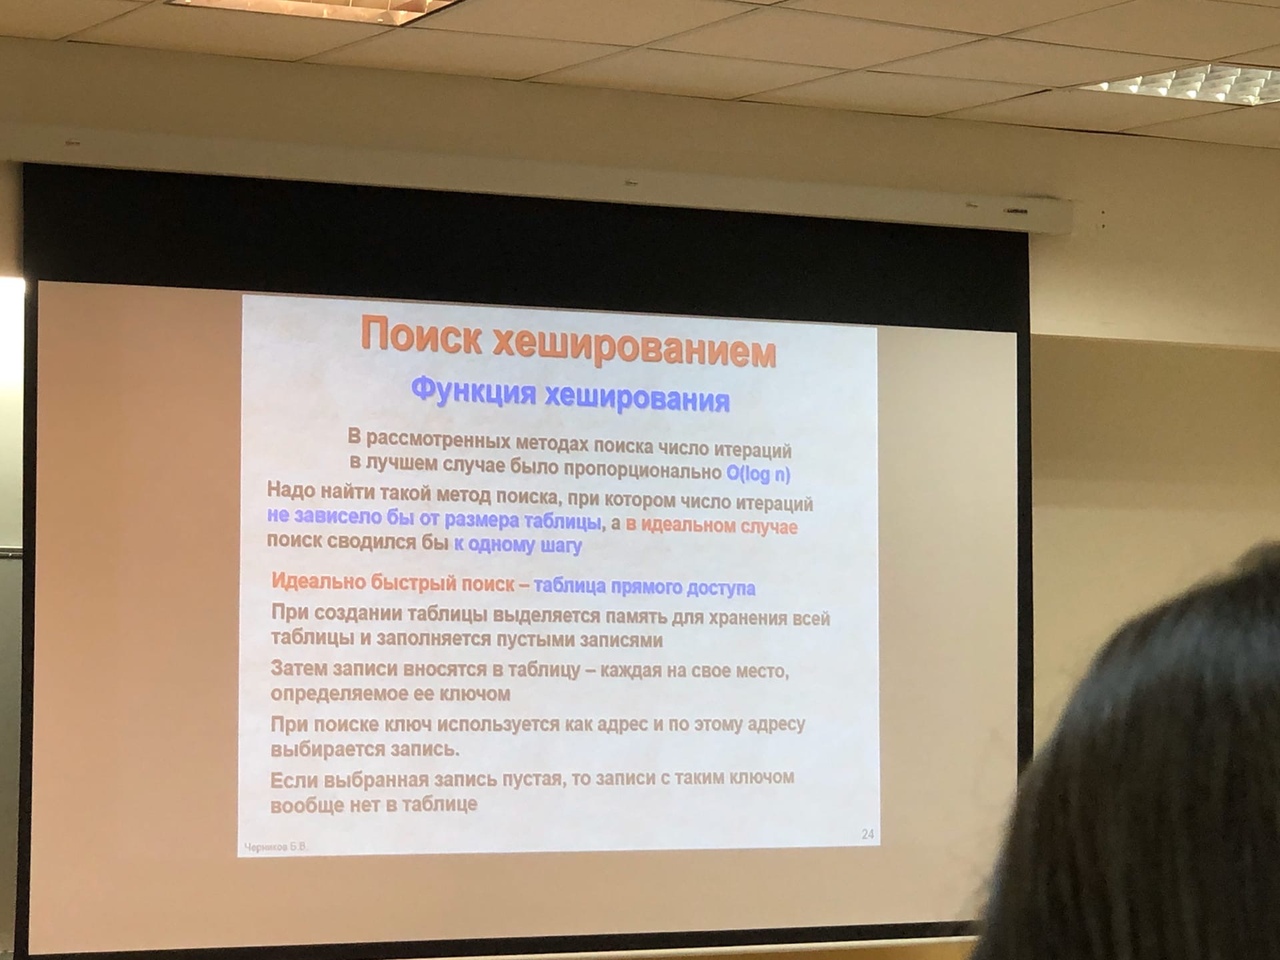 Поиск хешированием
Функция хеширования
В рассмотренных методах поиска число итераций
в лучшем случае было пропорционально O(log n)
Надо найти такой метод поиска, при котором число итераций
не зависело бы от размера таблицы, а в идеальном случае
поиск сводился бы к одному шагу
Идеально быстрый поиск – таблица прямого доступа
При создании таблицы выделяется память для хранения всей
таблицы и заполняется пустыми записями
Затем записи вносятся в таблицу – каждая на свое место,
определяемое ее ключом
При поиске ключ используется как адрес и по этому адресу
выбирается запись.
Если выбранная запись пустая, то записи с таким ключом
вообще нет в таблице
Черников Б.В.
24